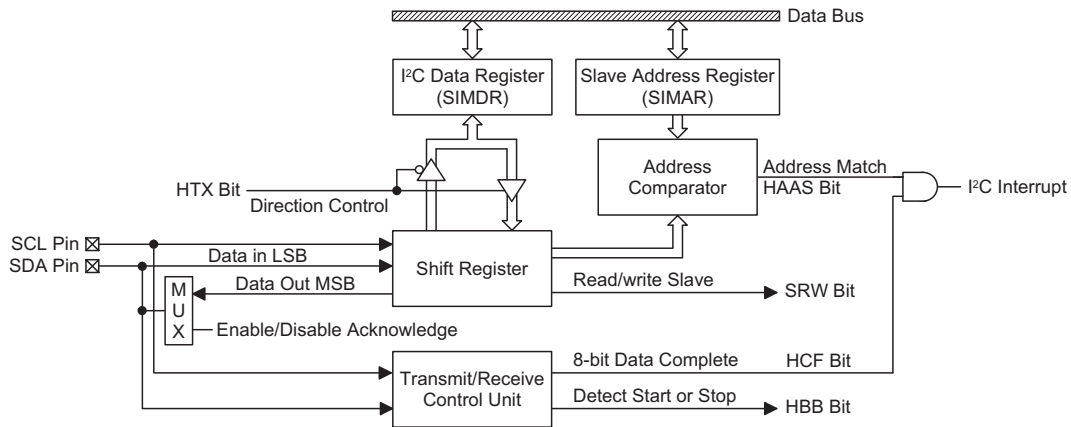 Data Bus
I²C Data Register
(SIMDR)
Slave Address Register
(SIMAR)
HTX Bit
Direction Control
Address
Comparator
Address Match
HAAS Bit
I²C Interrupt
SCL Pin
SDA Pin
Data in LSB
Shift Register
M
U
X
Data Out MSB
Read/write Slave
SRW Bit
Enable/Disable Acknowledge
Transmit/Receive
Control Unit
8-bit Data Complete
HCF Bit
Detect Start or Stop
HBB Bit